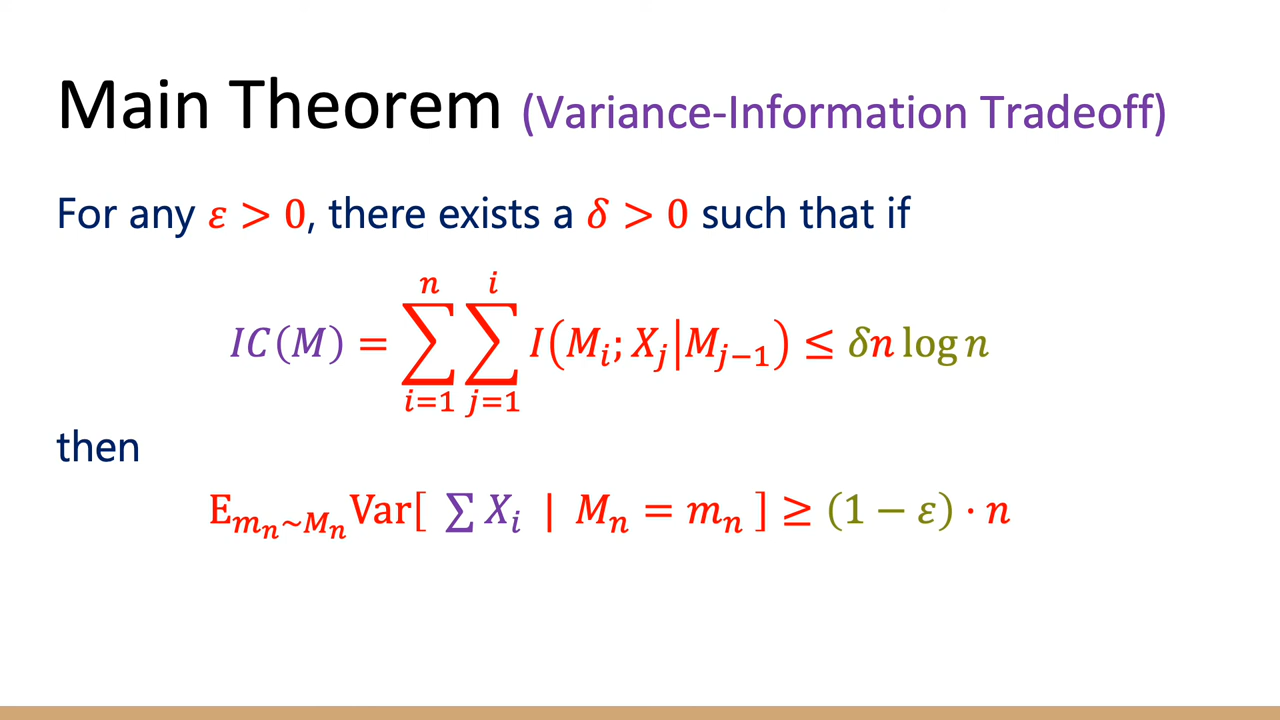 Main Theorem (Variance-Information Tradeoff)
For any ε > 0, there exists a δ > 0 such that if
n i
IC(M) = ∑ ∑ I(M_i; X_j|M_{j−1}) ≤ δn log n
i=1 j=1
then
E_{m_n~M_n} Var[ ∑ X_i | M_n = m_n ] ≥ (1 − ε) · n